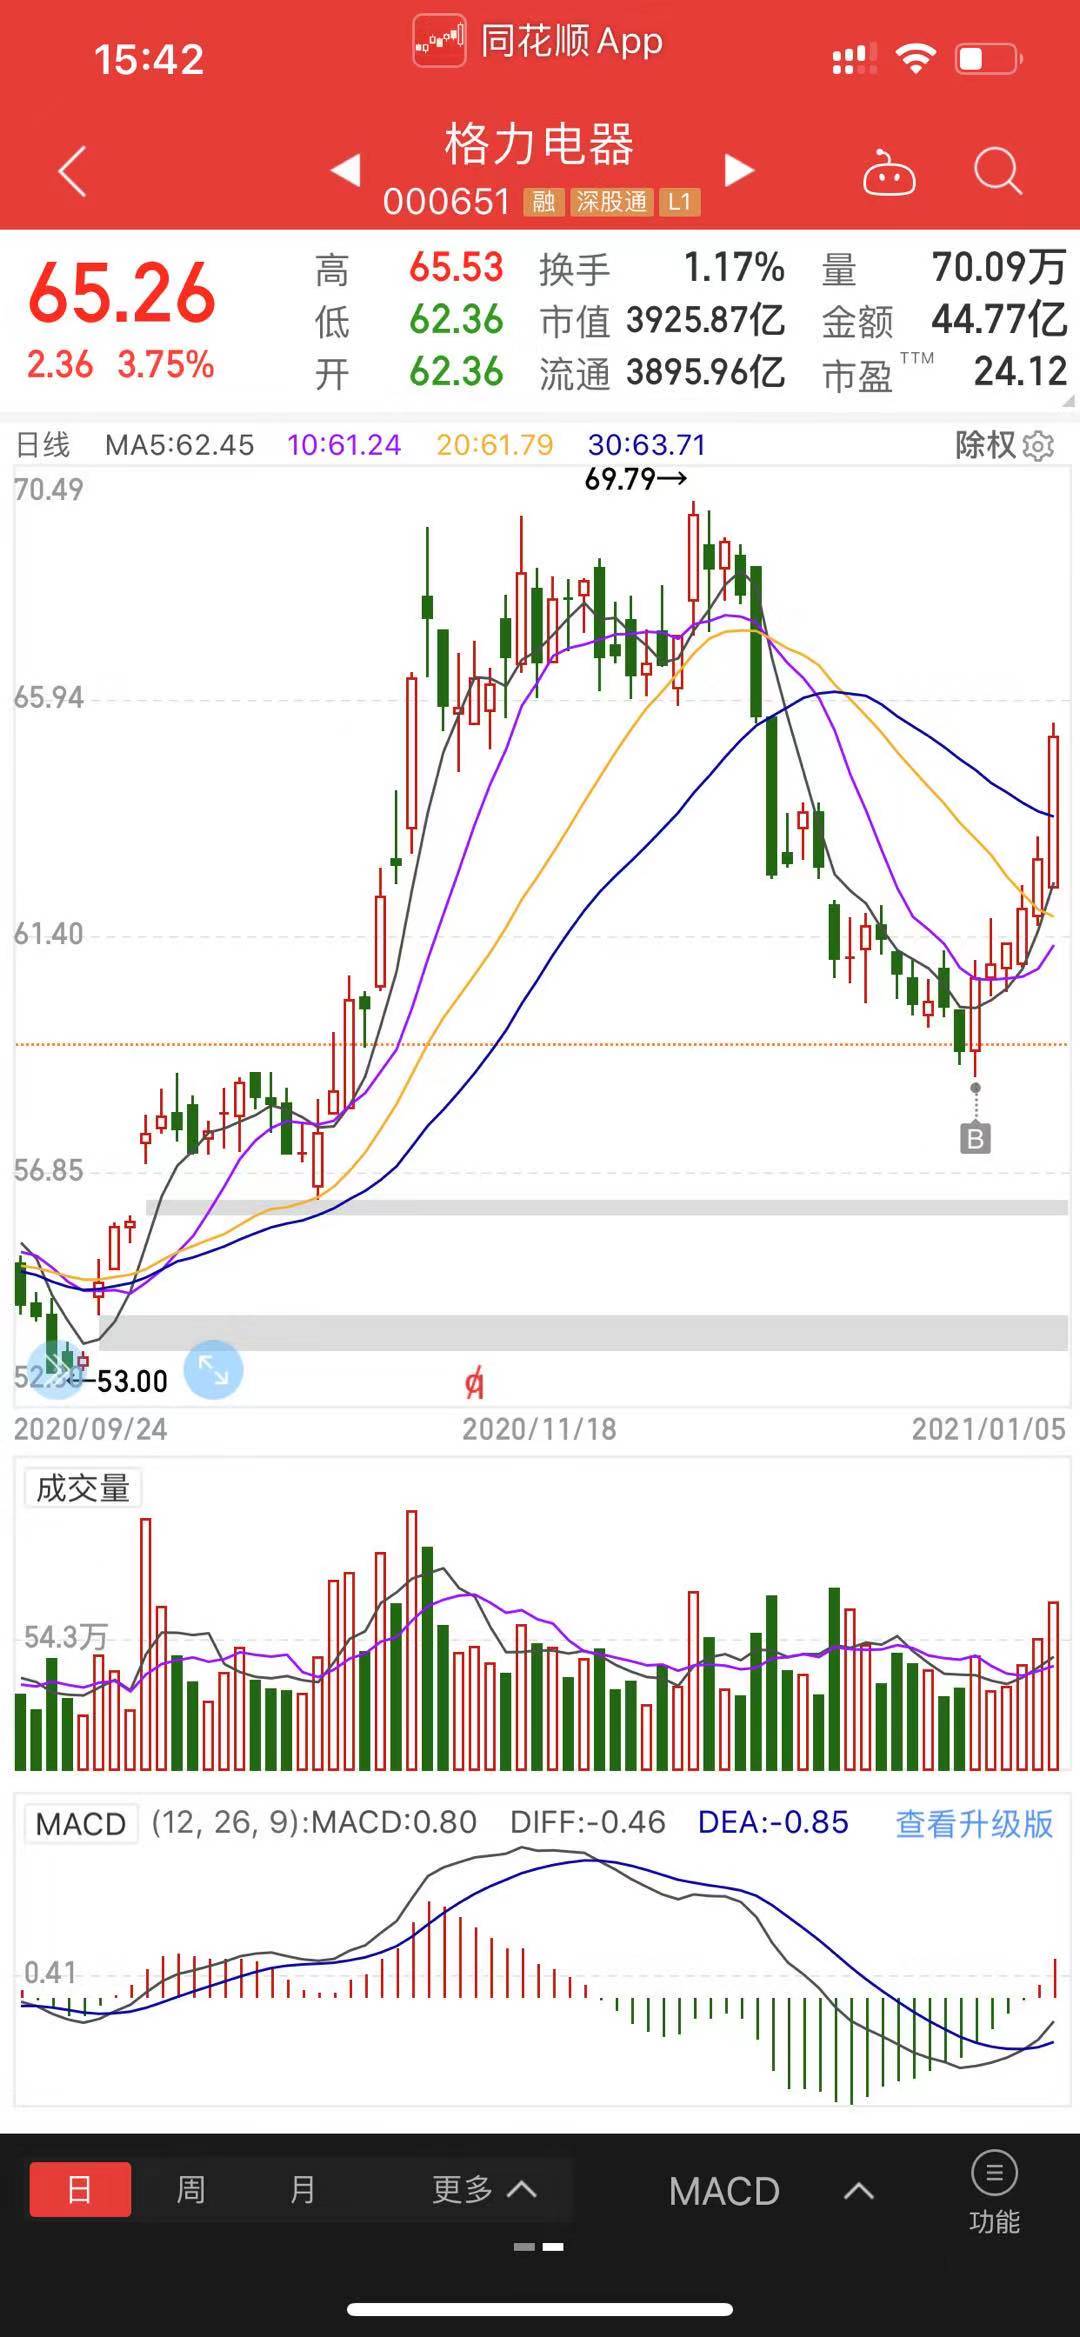 15:42
同花顺App
格力电器
000651 融 深股通 L1
65.26
2.36 3.75%
高 65.53 换手 1.17% 量 70.09万
低 62.36 市值 3925.87亿 金额 44.77亿
开 62.36 流通 3895.96亿 市盈TTM 24.12
日线 MA5:62.45 10:61.24 20:61.79 30:63.71 除权
69.79→
70.49
65.94
61.40
B
56.85
←53.00
2020/09/24 2020/11/18 2021/01/05
成交量
54.3万
MACD (12, 26, 9):MACD:0.80 DIFF:-0.46 DEA:-0.85 查看升级版
0.41
日 周 月 更多 MACD 功能